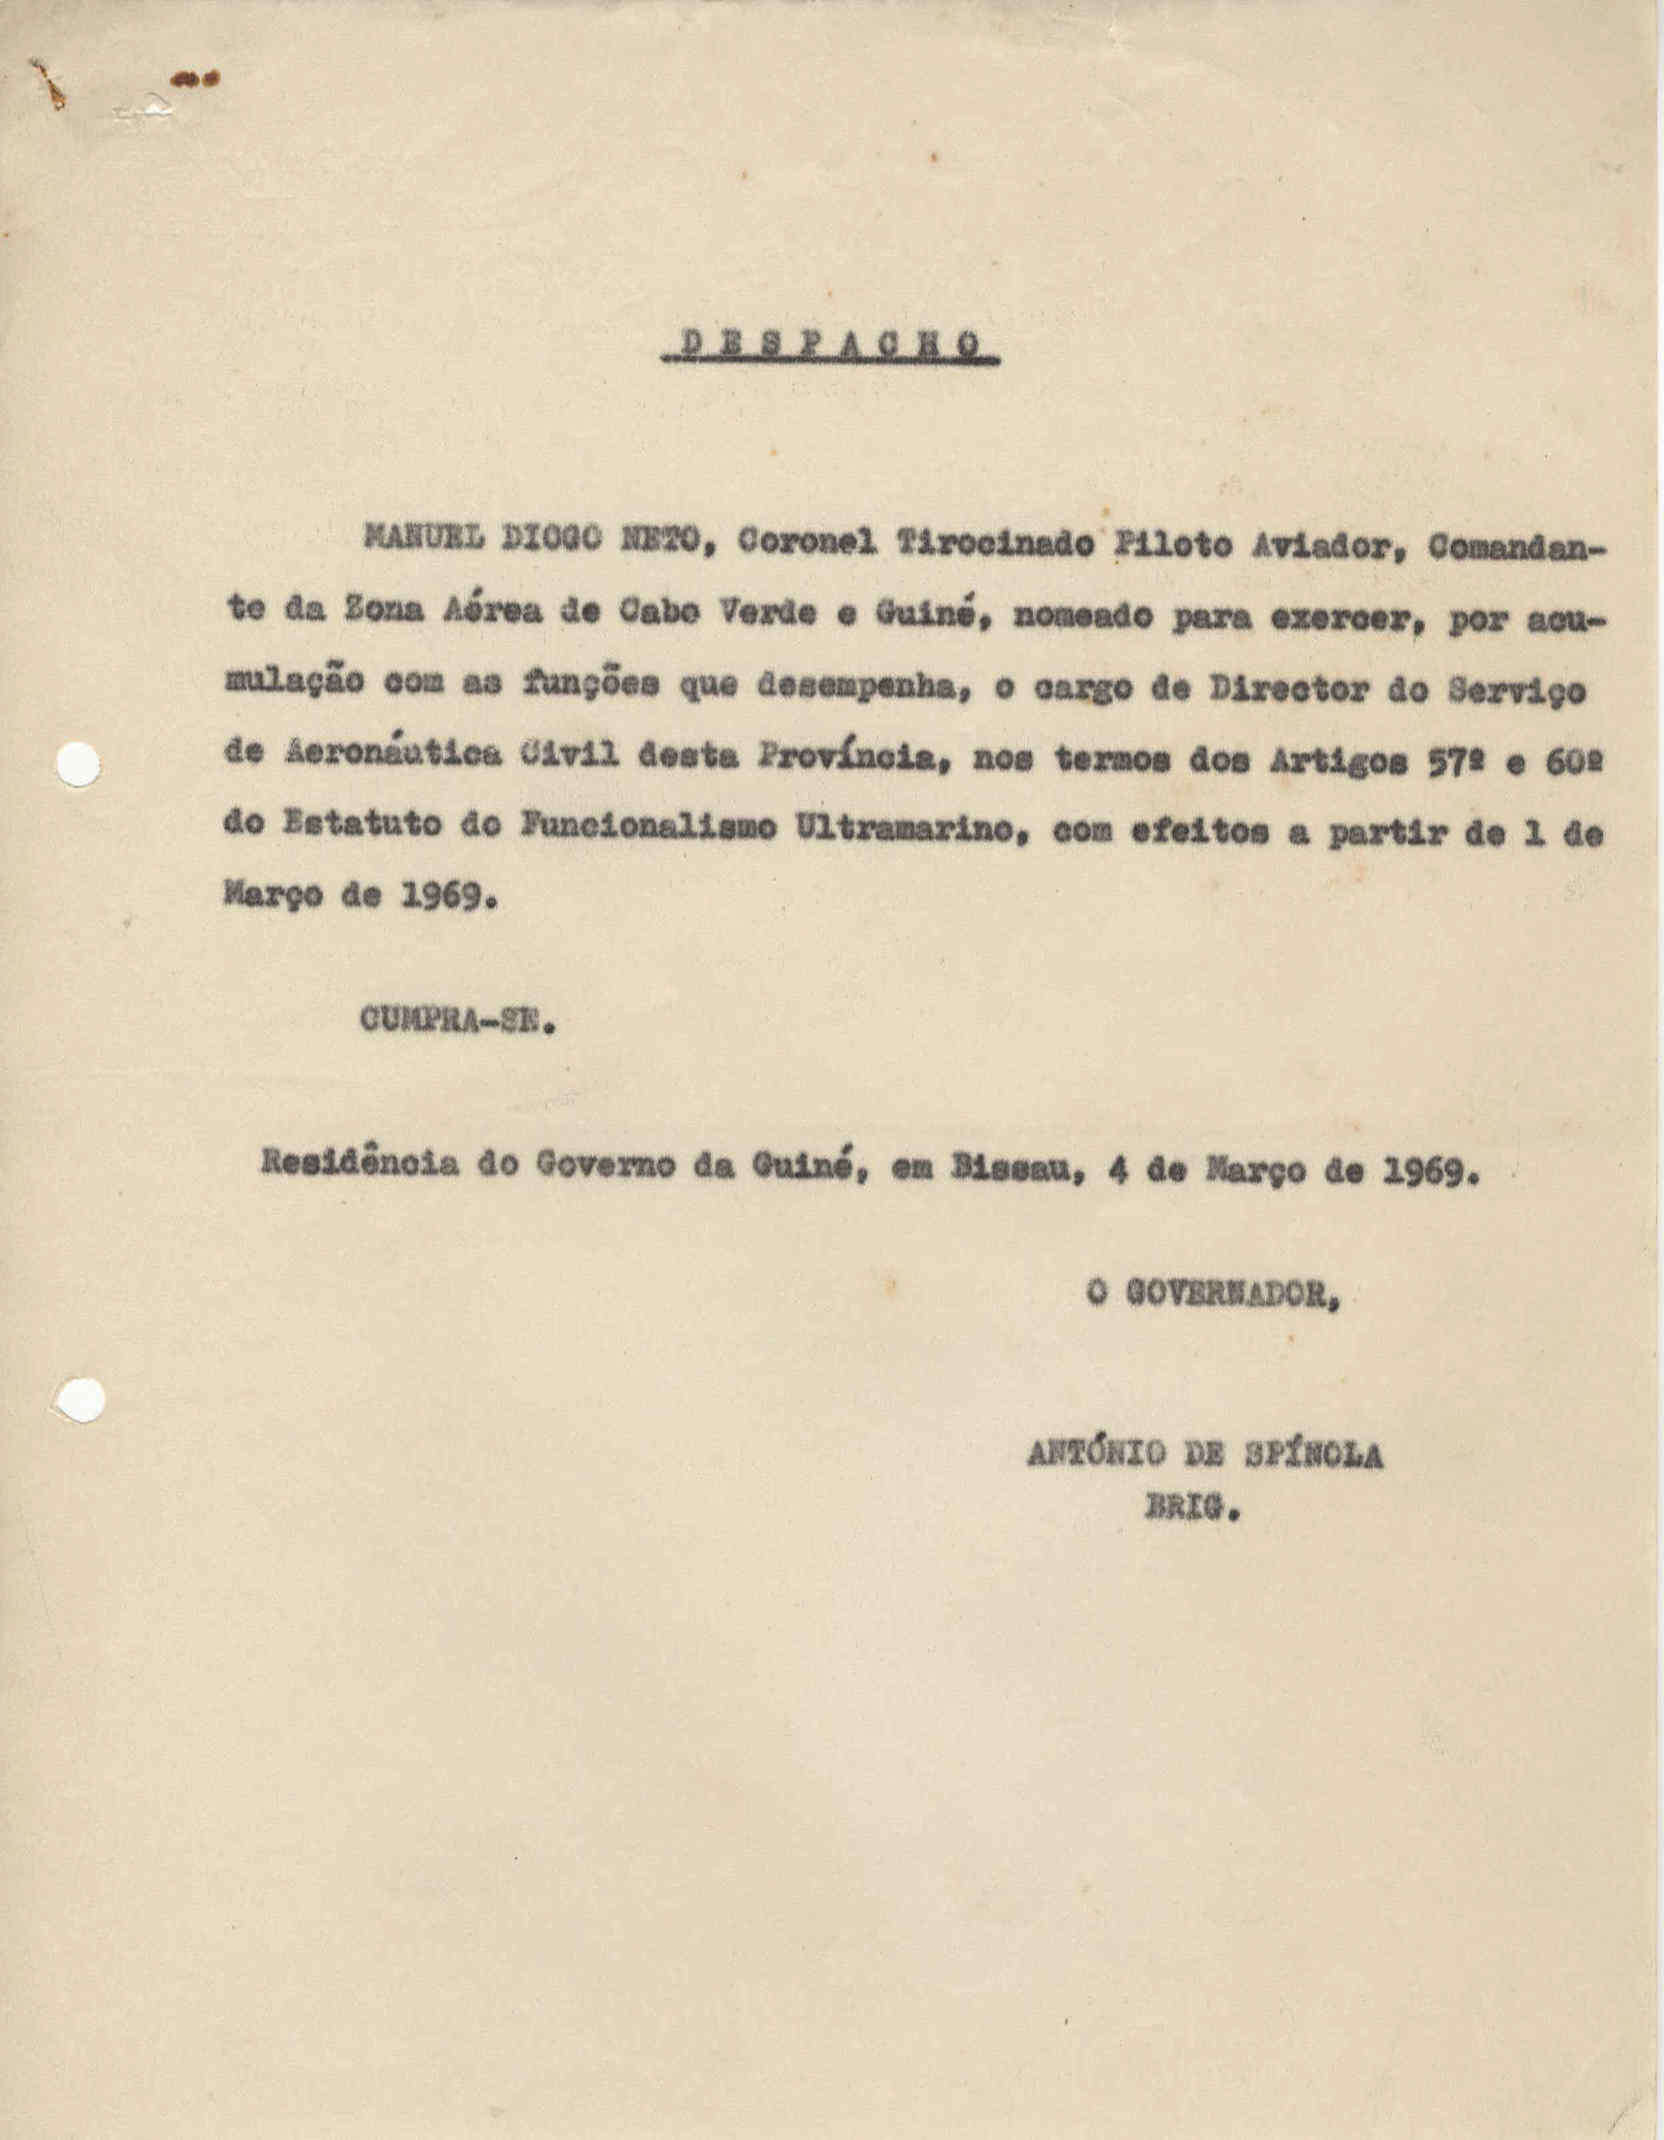 DESPACHO
MANUEL DIOGO NETO, Coronel Tirocinado Piloto Aviador, Comandan-
te da Zona Aérea de Cabo Verde e Guiné, nomeado para exercer, por acu-
mulação com as funções que desempenha, o cargo de Director do Serviço
de Aeronáutica Civil desta Província, nos termos dos Artigos 57º e 60º
do Estatuto do Funcionalismo Ultramarino, com efeitos a partir de 1 de
Março de 1969.
CUMPRA-SE.
Residência do Governo da Guiné, em Bissau, 4 de Março de 1969.
O GOVERNADOR,
ANTÓNIO DE SPÍNOLA
BRIG.